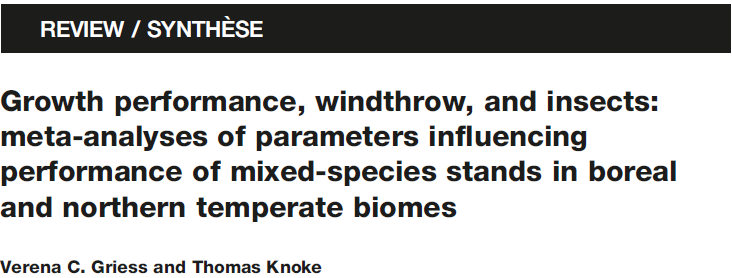 REVIEW / SYNTHÈSE
Growth performance, windthrow, and insects:
meta-analyses of parameters influencing
performance of mixed-species stands in boreal
and northern temperate biomes
Verena C. Griess and Thomas Knoke